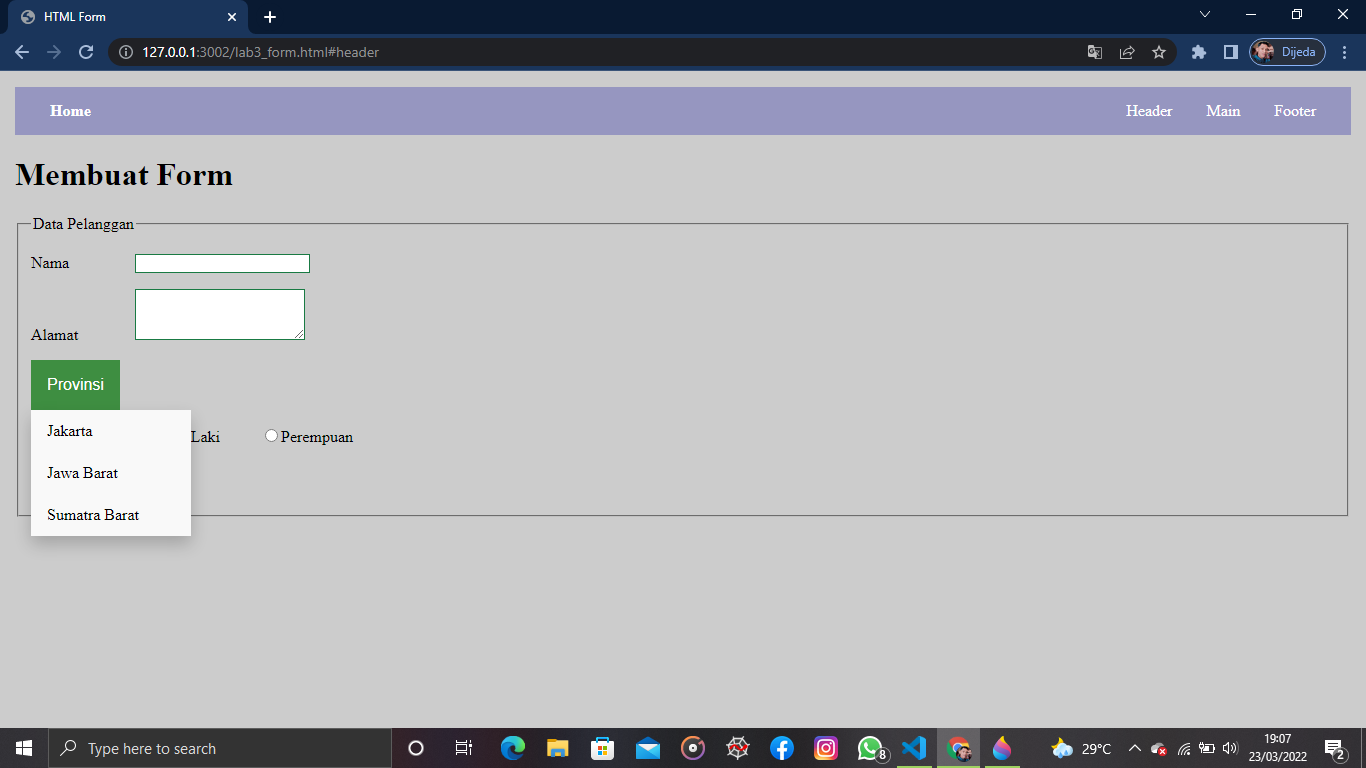 HTML Form
127.0.0.1:3002/lab3_form.html#header
Dijeda
Home Header Main Footer
Membuat Form
Data Pelanggan
Nama
Alamat
Provinsi
Jakarta
Laki Perempuan
Jawa Barat
Sumatra Barat
Type here to search
8
29°C
19:07
23/03/2022
2